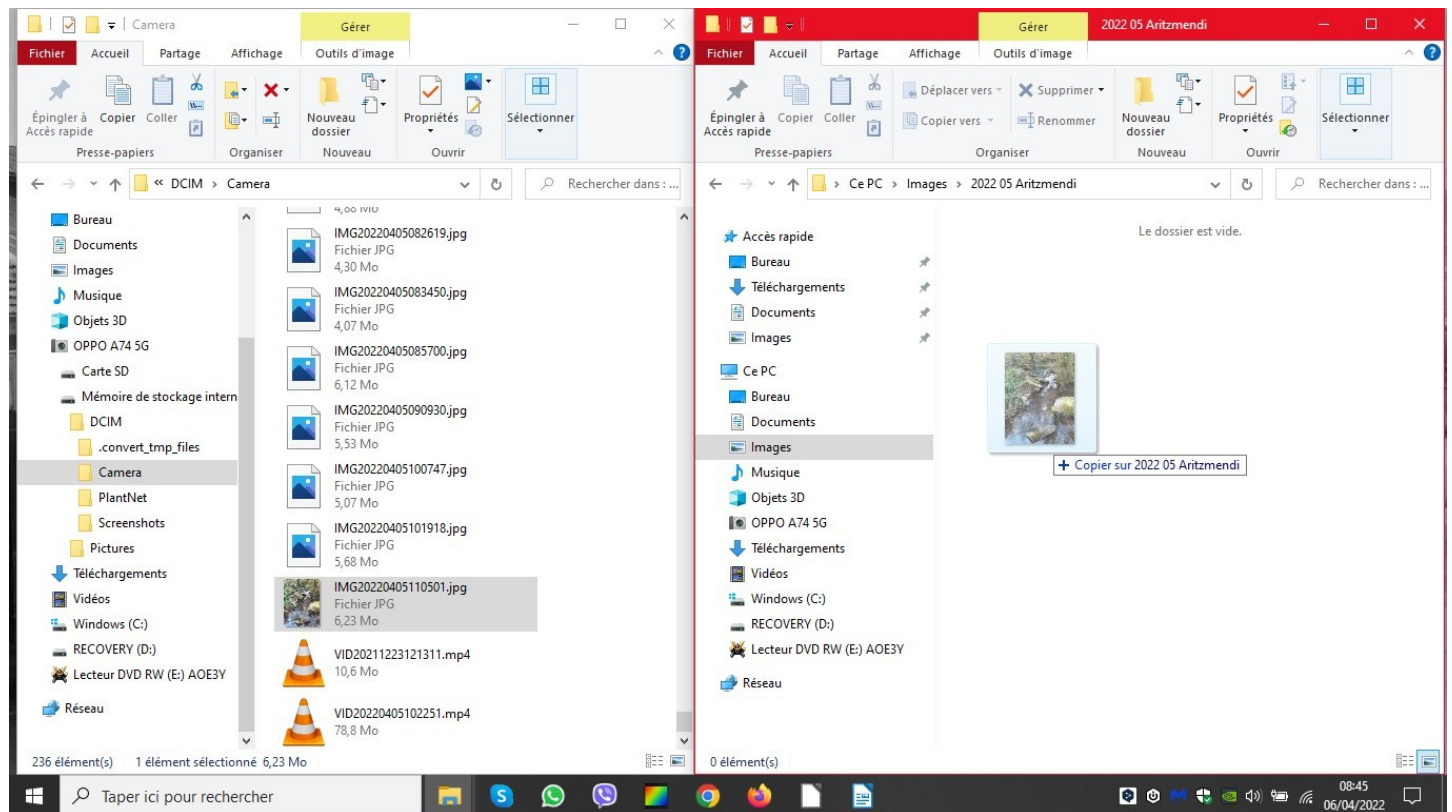 Camera
Gérer
Fichier Accueil Partage Affichage Outils d'image
Épingler à Accès rapide
Copier
Coller
Nouveau dossier
Propriétés
Sélectionner
Presse-papiers Organiser Nouveau Ouvrir
« DCIM > Camera
Rechercher dans : ...
Bureau
Documents
Images
Musique
Objets 3D
OPPO A74 5G
Carte SD
Mémoire de stockage intern
DCIM
.convert_tmp_files
Camera
PlantNet
Screenshots
Pictures
Téléchargements
Vidéos
Windows (C:)
RECOVERY (D:)
Lecteur DVD RW (E:) AOE3Y
Réseau
4,88 Mo
IMG20220405082619.jpg
Fichier JPG
4,30 Mo
IMG20220405083450.jpg
Fichier JPG
4,07 Mo
IMG20220405085700.jpg
Fichier JPG
6,12 Mo
IMG20220405090930.jpg
Fichier JPG
5,53 Mo
IMG20220405100747.jpg
Fichier JPG
5,07 Mo
IMG20220405101918.jpg
Fichier JPG
5,68 Mo
IMG20220405110501.jpg
Fichier JPG
6,23 Mo
VID20211223121311.mp4
10,6 Mo
VID20220405102251.mp4
78,8 Mo
236 élément(s) 1 élément sélectionné 6,23 Mo
Gérer
2022 05 Aritzmendi
Fichier Accueil Partage Affichage Outils d'image
Épingler à Accès rapide
Copier
Coller
Déplacer vers
Copier vers
Supprimer
Renommer
Nouveau dossier
Propriétés
Sélectionner
Presse-papiers Organiser Nouveau Ouvrir
> Ce PC > Images > 2022 05 Aritzmendi
Rechercher dans : ...
Accès rapide
Bureau
Téléchargements
Documents
Images
Ce PC
Bureau
Documents
Images
Musique
Objets 3D
OPPO A74 5G
Téléchargements
Vidéos
Windows (C:)
RECOVERY (D:)
Lecteur DVD RW (E:) AOE3Y
Réseau
Le dossier est vide.
+ Copier sur 2022 05 Aritzmendi
0 élément(s)
Taper ici pour rechercher
08:45
06/04/2022